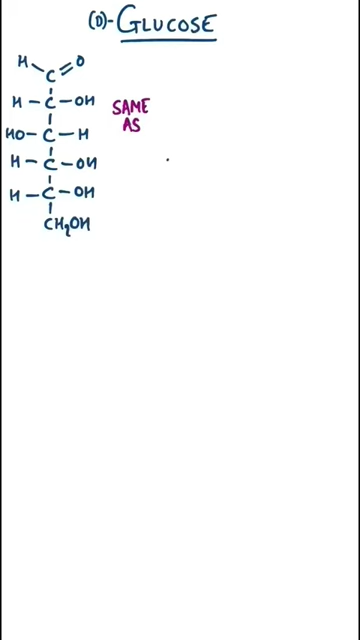 (D)-GLUCOSE
H O
C
H-C-OH SAME
AS
HO-C-H
H-C-OH
H-C-OH
CH₂OH